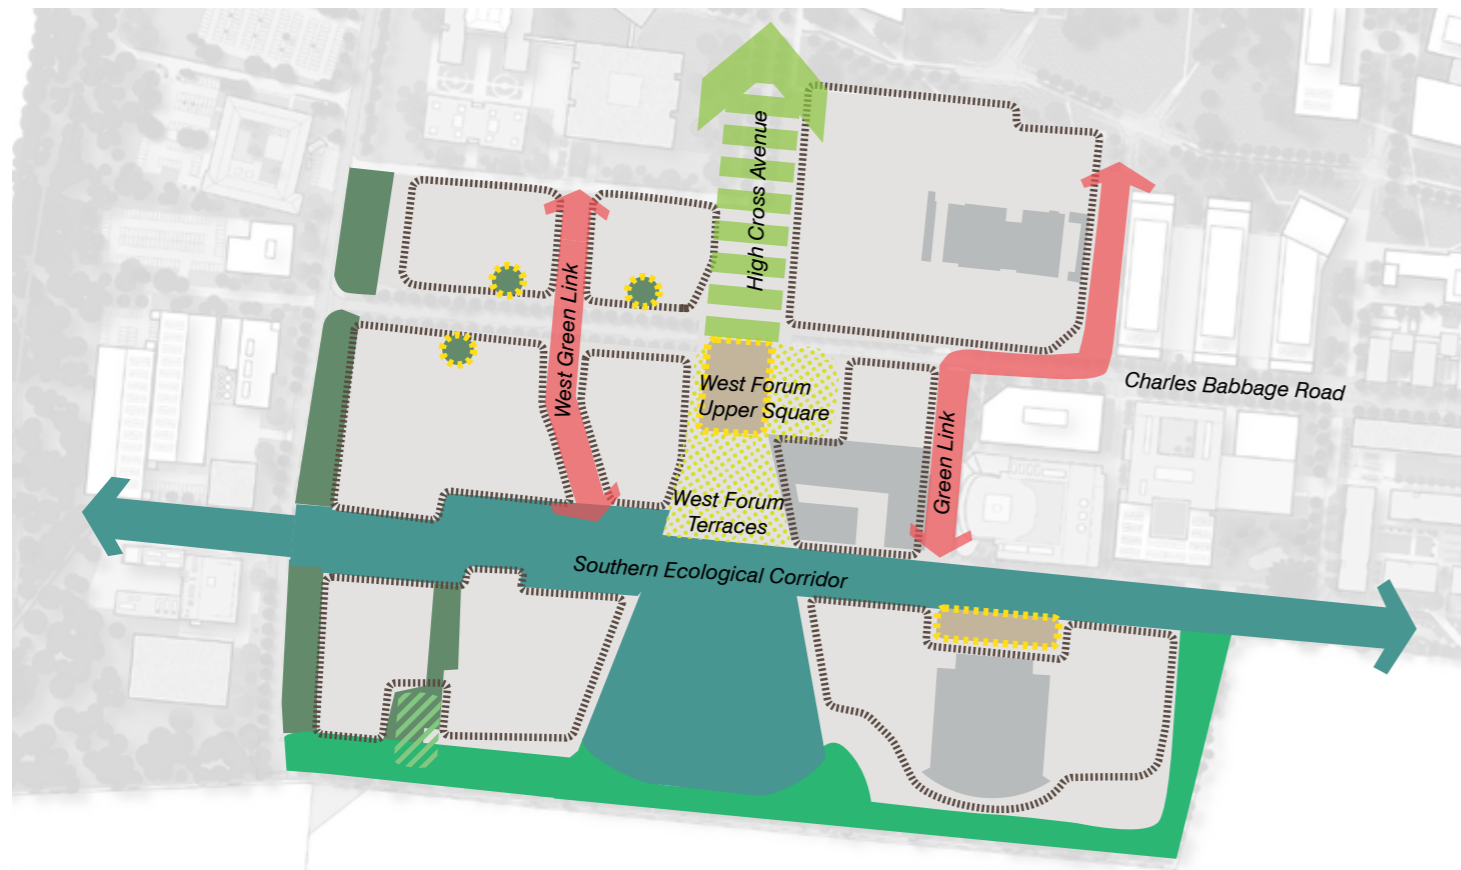 High Cross Avenue
West Green Link
West Forum
Upper Square
Charles Babbage Road
Green Link
West Forum
Terraces
Southern Ecological Corridor